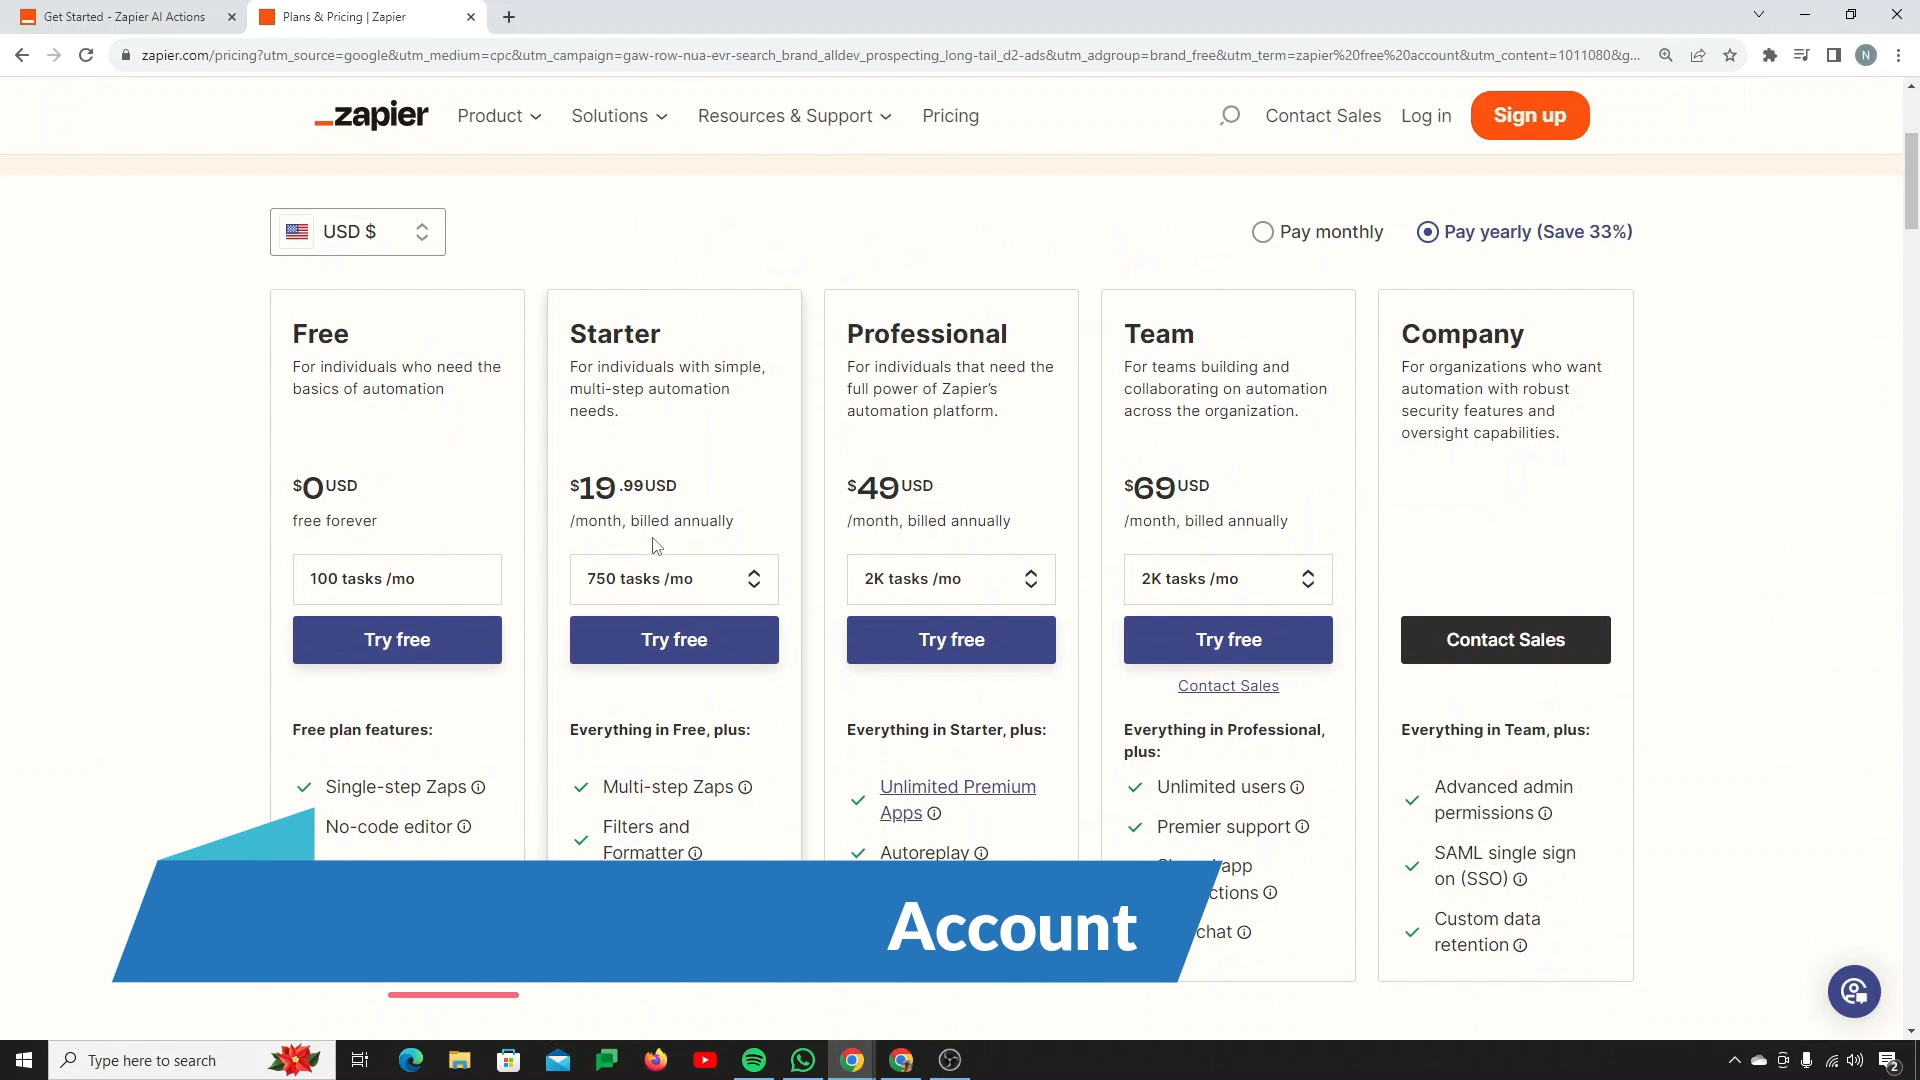 Get Started - Zapier AI Actions
Plans & Pricing | Zapier
zapier.com/pricing?utm_source=google&utm_medium=cpc&utm_campaign=gaw-row-nua-evr-search_brand_alldev_prospecting_long-tail_d2-ads&utm_adgroup=brand_free&utm_term=zapier%20free%20account&utm_content=1011080&g...
N
zapier
Product
Solutions
Resources & Support
Pricing
Contact Sales
Log in
Sign up
USD $
Pay monthly
Pay yearly (Save 33%)
Free
For individuals who need the
basics of automation
$0USD
free forever
100 tasks /mo
Try free
Free plan features:
Single-step Zaps
No-code editor
Starter
For individuals with simple,
multi-step automation
needs.
$19.99USD
/month, billed annually
750 tasks /mo
Try free
Everything in Free, plus:
Multi-step Zaps
Filters and
Formatter
Professional
For individuals that need the
full power of Zapier's
automation platform.
$49USD
/month, billed annually
2K tasks /mo
Try free
Everything in Starter, plus:
Unlimited Premium
Apps
Autoreplay
Team
For teams building and
collaborating on automation
across the organization.
$69USD
/month, billed annually
2K tasks /mo
Try free
Contact Sales
Everything in Professional,
plus:
Unlimited users
Premier support
app
chat
Company
For organizations who want
automation with robust
security features and
oversight capabilities.
Contact Sales
Everything in Team, plus:
Advanced admin
permissions
SAML single sign
on (SSO)
Custom data
retention
Account
Type here to search
2